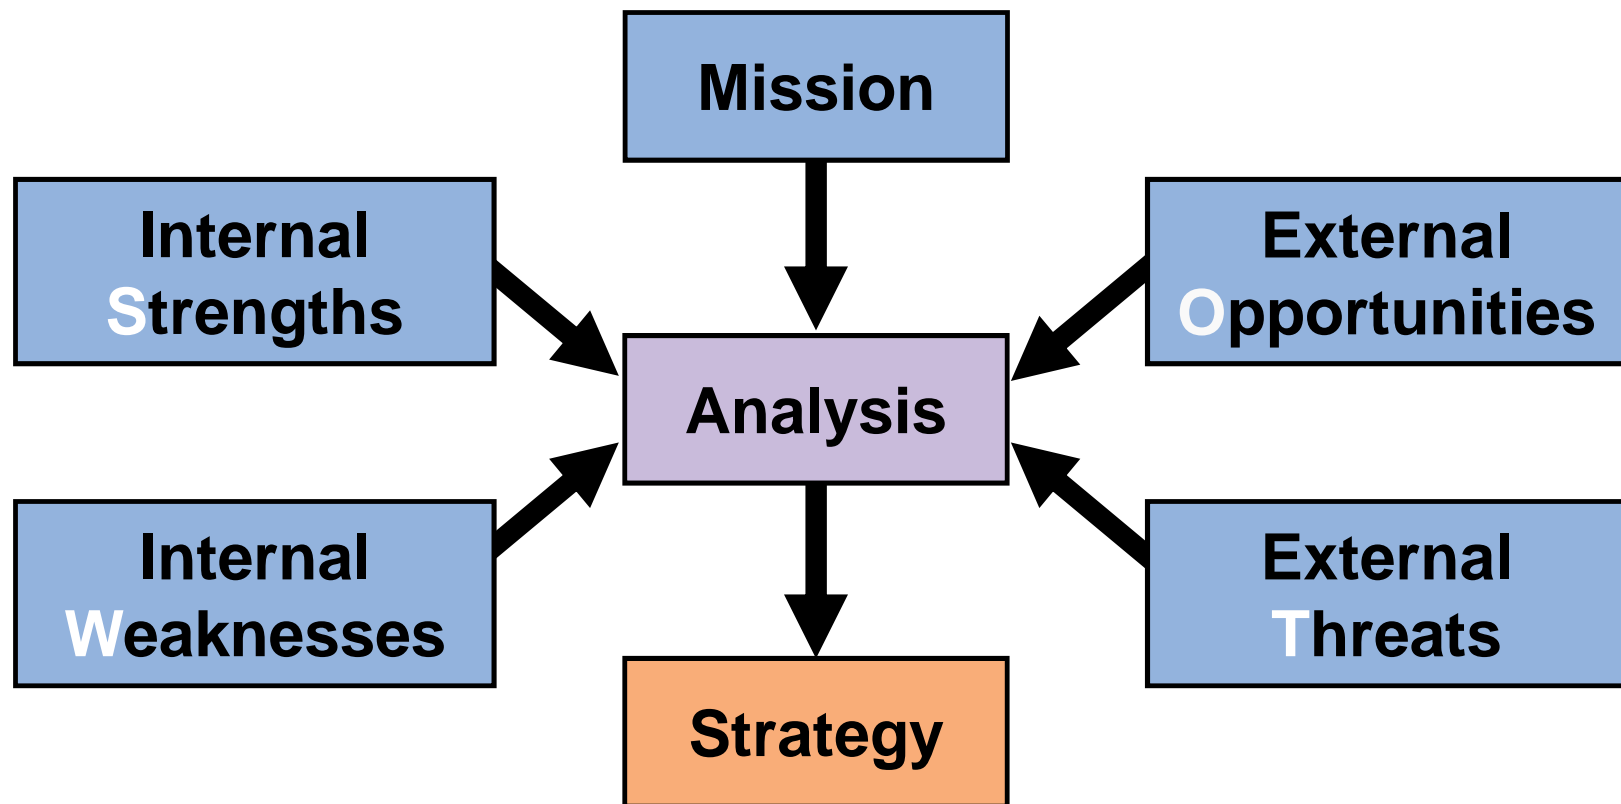 Mission
Internal
Strengths
External
Opportunities
Analysis
Internal
Weaknesses
External
Threats
Strategy